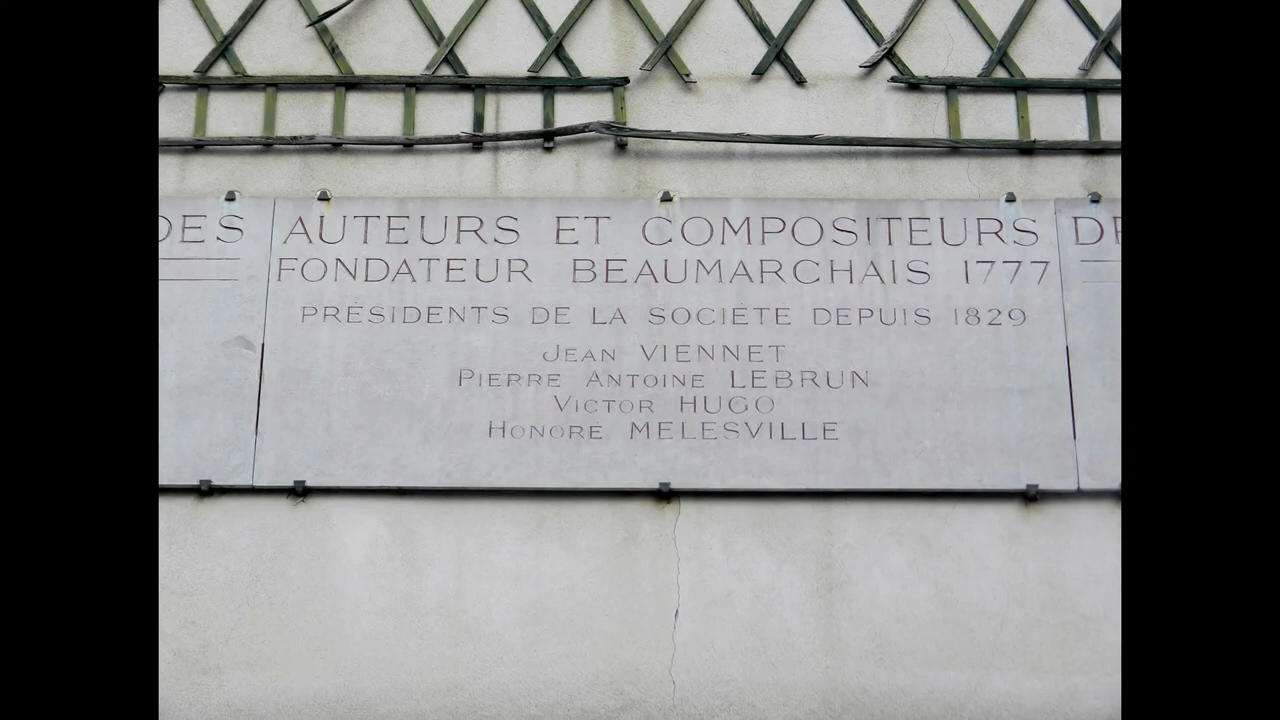 DES AUTEURS ET COMPOSITEURS
FONDATEUR BEAUMARCHAIS 1777
PRÉSIDENTS DE LA SOCIÉTÉ DEPUIS 1829
JEAN VIENNET
PIERRE ANTOINE LEBRUN
VICTOR HUGO
HONORÉ MELESVILLE